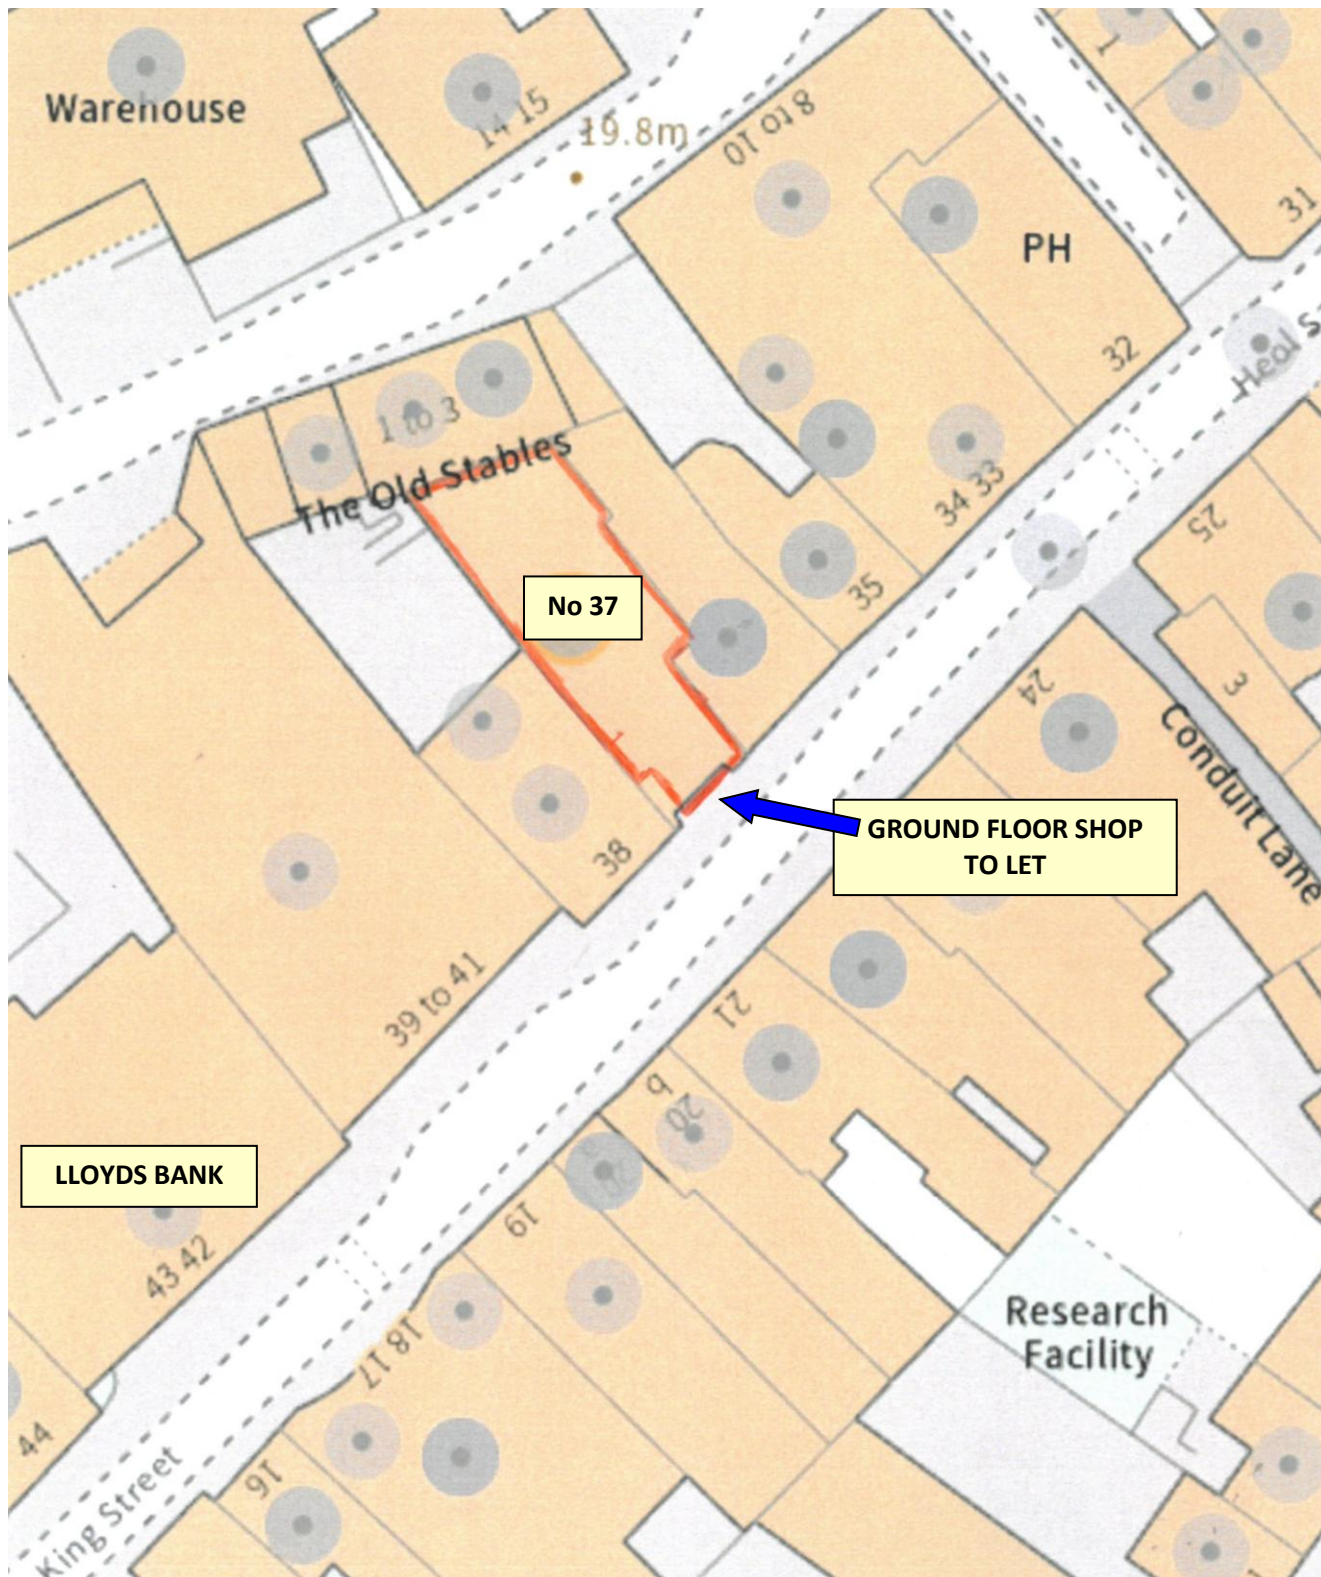 Warehouse
14 15
19.8m
8 to 10
1
31
PH
32
Heol S
1 to 3
The Old Stables
34 33
25
No 37
35
3
24
Conduit Lane
GROUND FLOOR SHOP
TO LET
38
39 to 41
21
b
20
LLOYDS BANK
19
43 42
Research
Facility
18 17
44
16
King Street